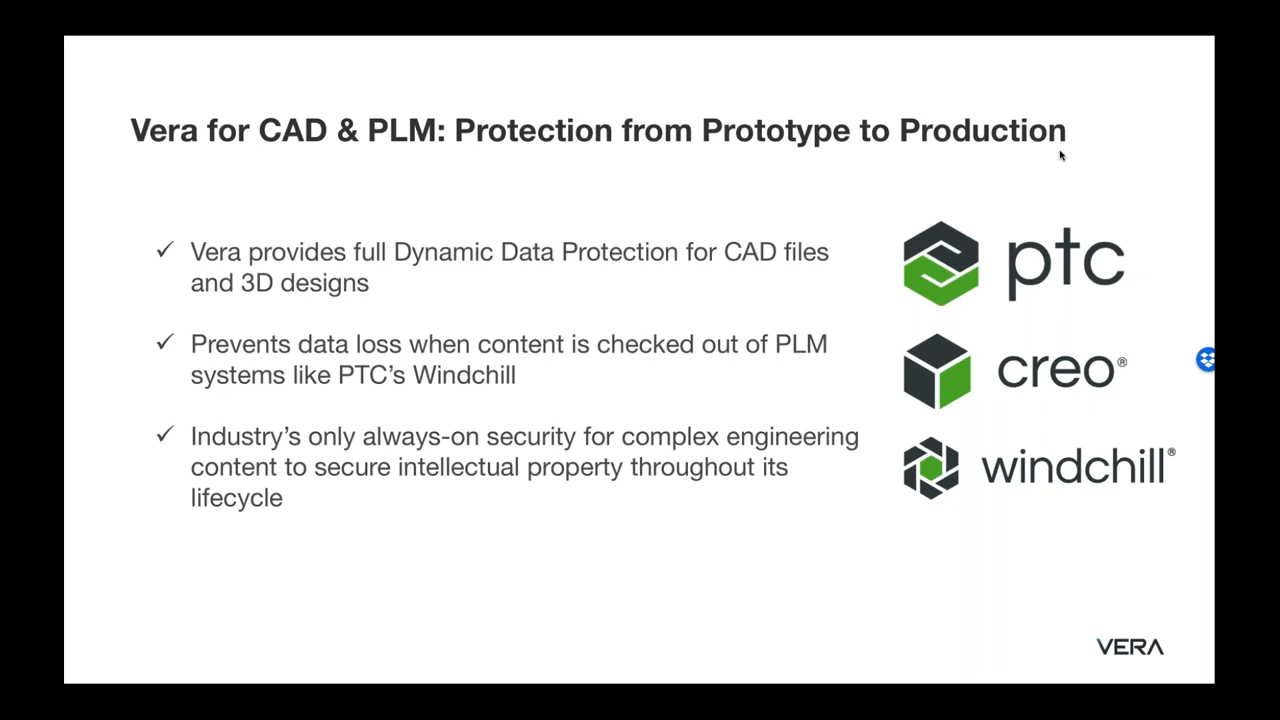 Vera for CAD & PLM: Protection from Prototype to Production
✓ Vera provides full Dynamic Data Protection for CAD files
and 3D designs
✓ Prevents data loss when content is checked out of PLM
systems like PTC’s Windchill
✓ Industry’s only always-on security for complex engineering
content to secure intellectual property throughout its
lifecycle
ptc
creo®
windchill®
VERA